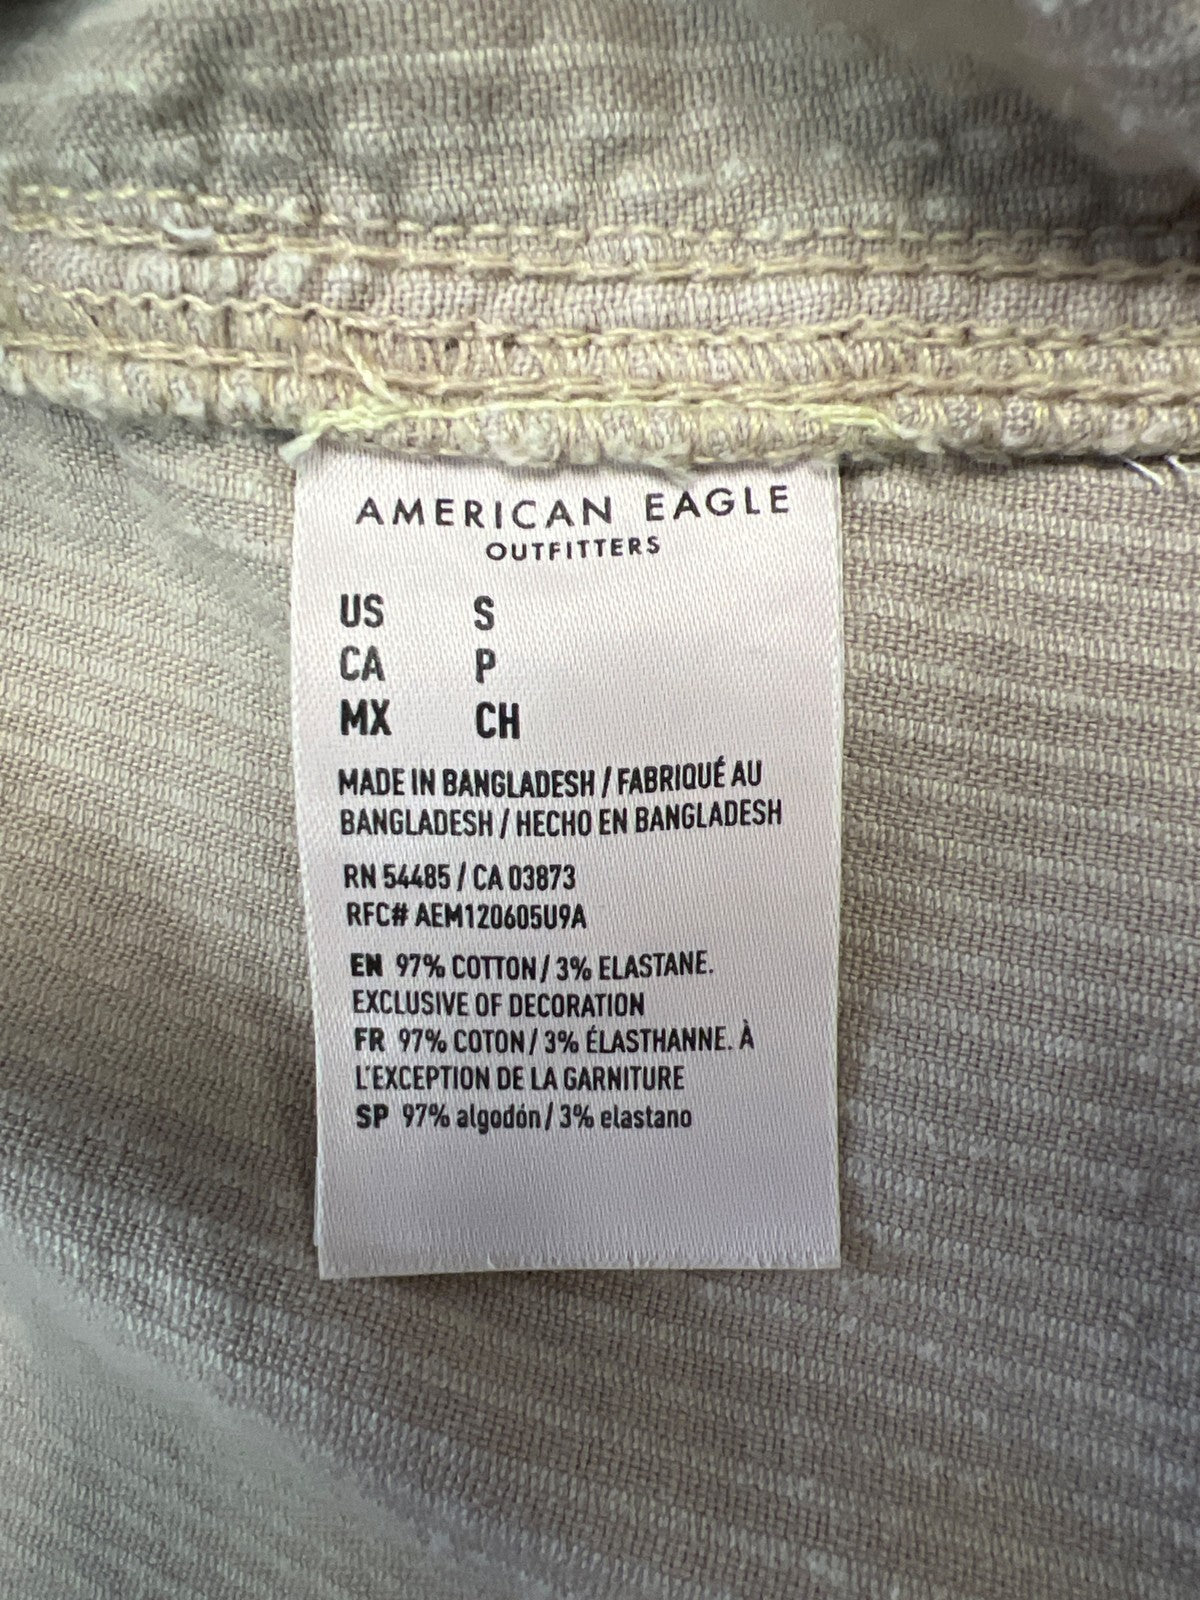 AMERICAN EAGLE
OUTFITTERS
US S
CA P
MX CH
MADE IN BANGLADESH / FABRIQUÉ AU
BANGLADESH / HECHO EN BANGLADESH
RN 54485 / CA 03873
RFC# AEM120605U9A
EN 97% COTTON / 3% ELASTANE.
EXCLUSIVE OF DECORATION
FR 97% COTON / 3% ÉLASTHANNE. À
L'EXCEPTION DE LA GARNITURE
SP 97% algodón / 3% elastano